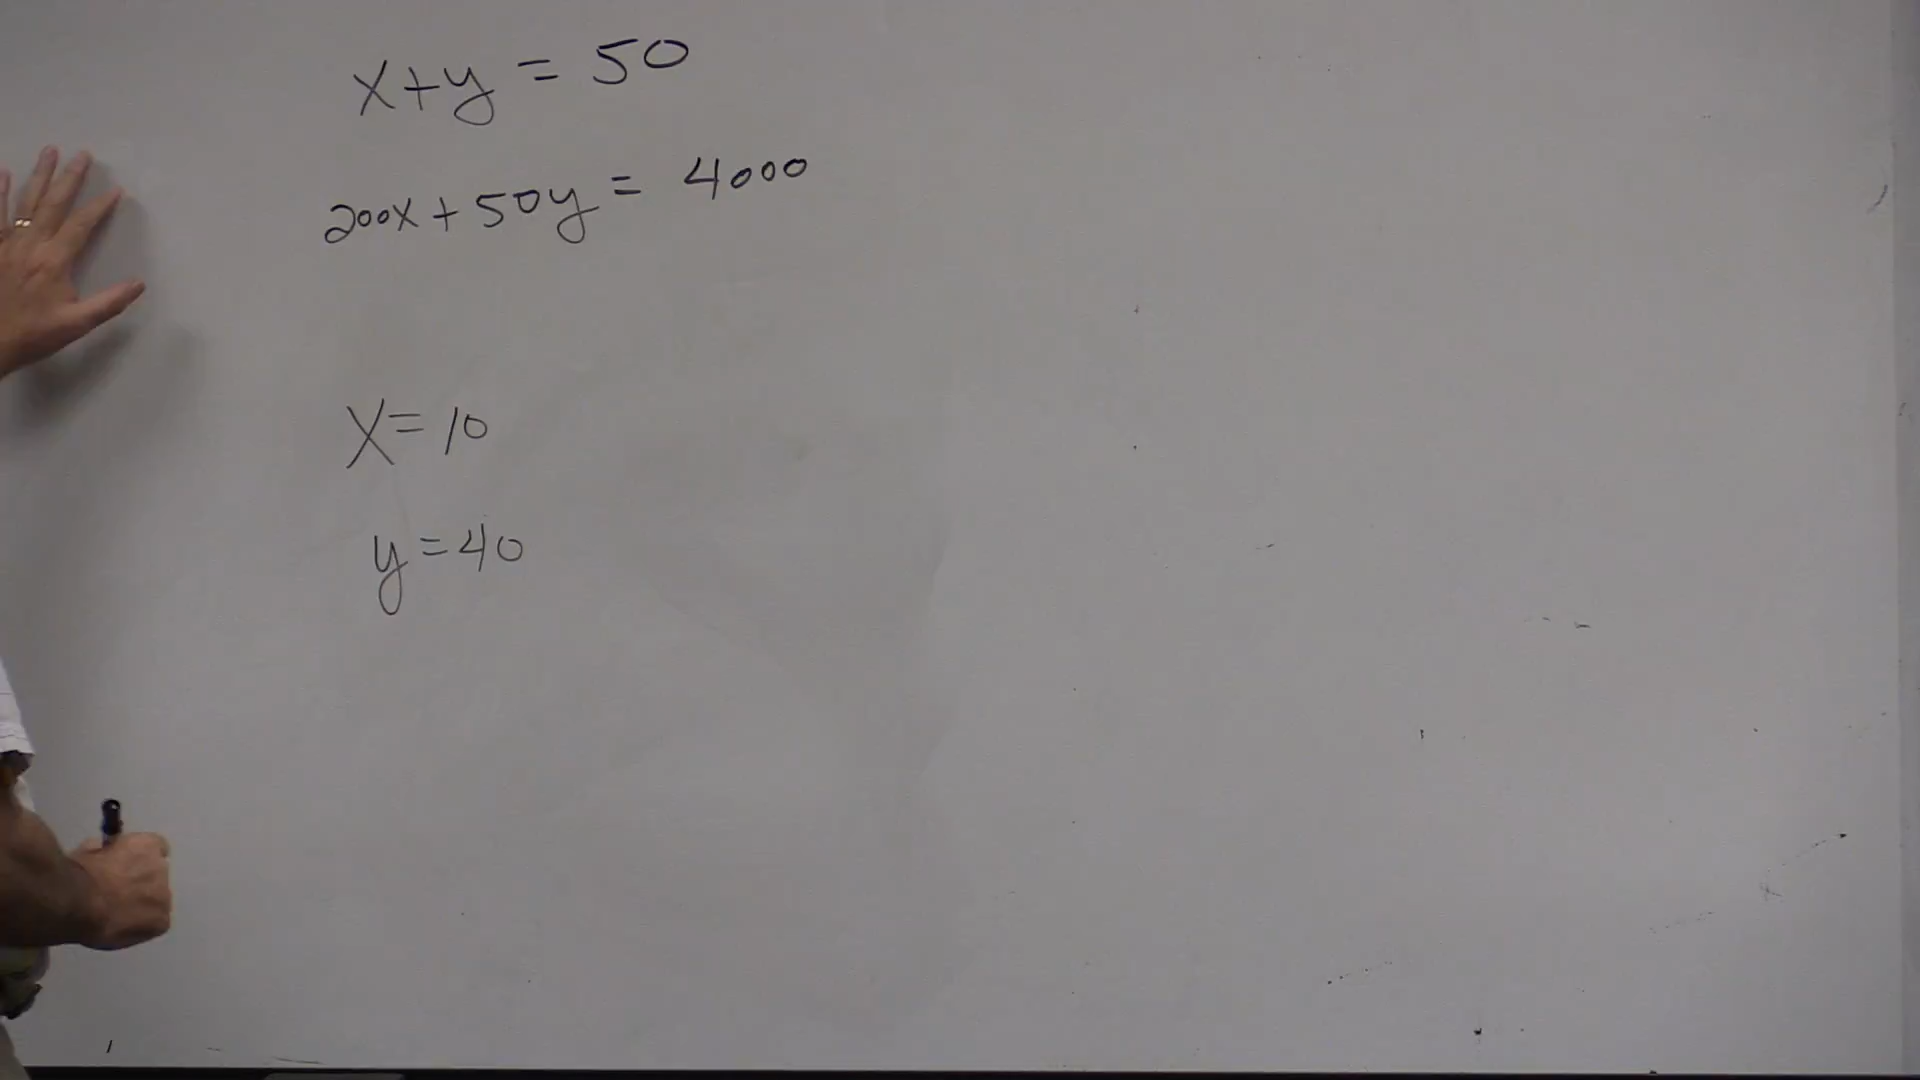 x+y = 50
200x + 50y = 4000
x = 10
y = 40